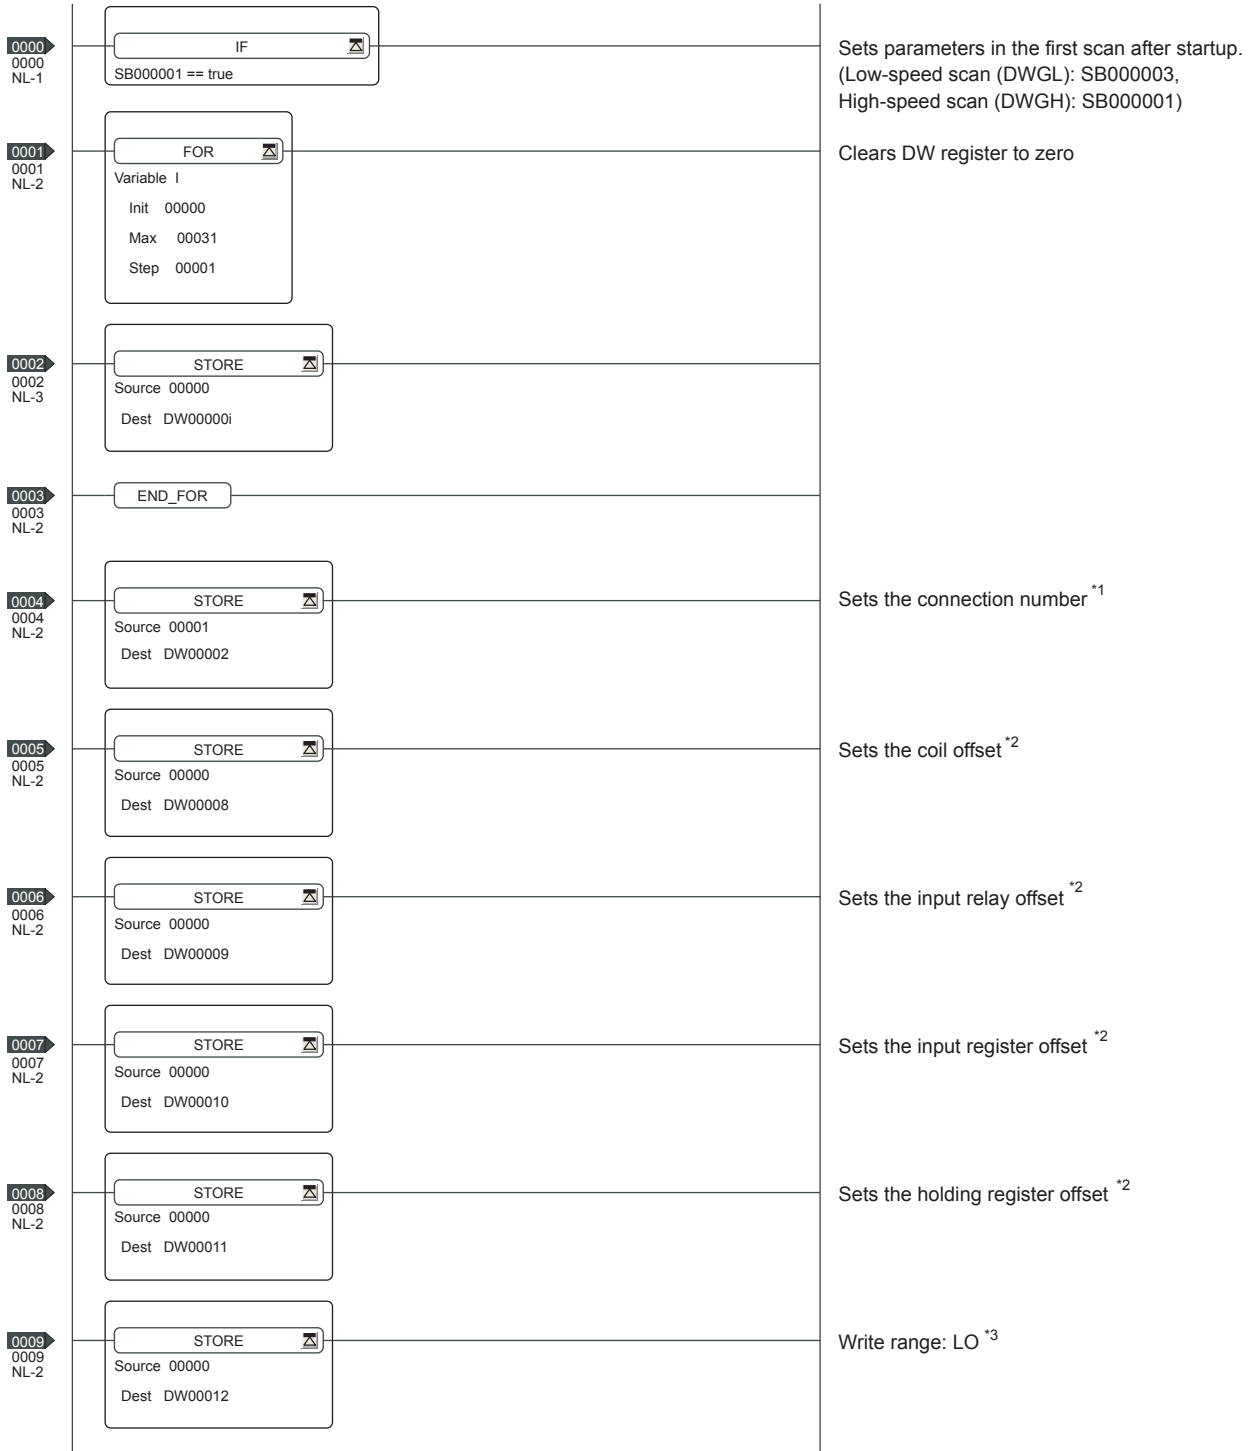 0000
0000
NL-1
IF
SB000001 == true
Sets parameters in the first scan after startup.
(Low-speed scan (DWGL): SB000003,
High-speed scan (DWGH): SB000001)
0001
0001
NL-2
FOR
Variable I
Init 00000
Max 00031
Step 00001
Clears DW register to zero
0002
0002
NL-3
STORE
Source 00000
Dest DW00000i
0003
0003
NL-2
END_FOR
0004
0004
NL-2
STORE
Source 00001
Dest DW00002
Sets the connection number *1
0005
0005
NL-2
STORE
Source 00000
Dest DW00008
Sets the coil offset *2
0006
0006
NL-2
STORE
Source 00000
Dest DW00009
Sets the input relay offset *2
0007
0007
NL-2
STORE
Source 00000
Dest DW00010
Sets the input register offset *2
0008
0008
NL-2
STORE
Source 00000
Dest DW00011
Sets the holding register offset *2
0009
0009
NL-2
STORE
Source 00000
Dest DW00012
Write range: LO *3